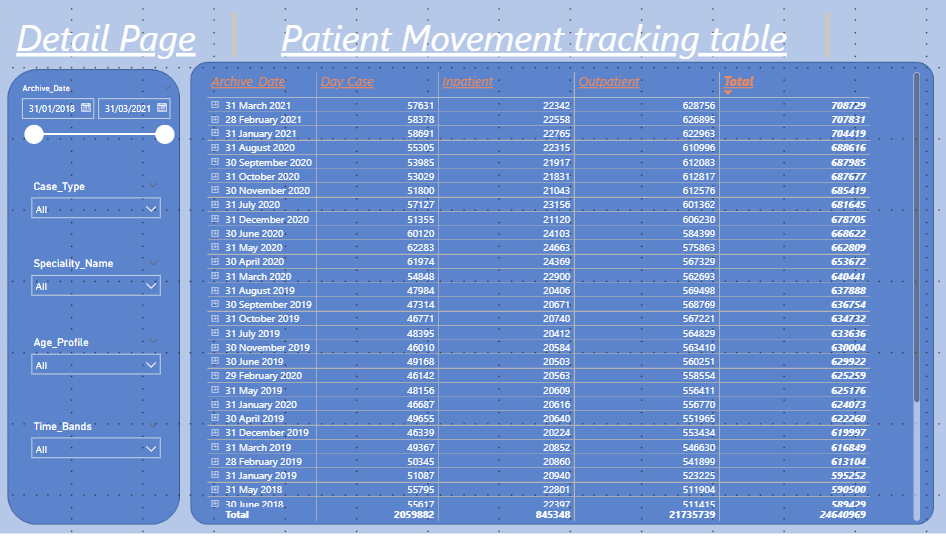 Detail Page
Patient Movement tracking table
Archive_Date
31/01/2018 31/03/2021
Case_Type
All
Speciality_Name
All
Age_Profile
All
Time_Bands
All
Archive_Date Day Case Inpatient Outpatient Total
31 March 2021 57631 22342 628756 708729
28 February 2021 58378 22558 626895 707831
31 January 2021 58691 22765 622963 704419
31 August 2020 55305 22315 610996 688616
30 September 2020 53985 21917 612083 687985
31 October 2020 53029 21831 612817 687677
30 November 2020 51800 21043 612576 685419
31 July 2020 57127 23156 601362 681645
31 December 2020 51355 21120 606230 678705
30 June 2020 60120 24103 584399 668622
31 May 2020 62283 24663 575863 662809
30 April 2020 61974 24369 567329 653672
31 March 2020 54848 22900 562693 640441
31 August 2019 47984 20406 569498 637888
30 September 2019 47314 20671 568769 636754
31 October 2019 46771 20740 567221 634732
31 July 2019 48395 20412 564829 633636
30 November 2019 46010 20584 563410 630004
30 June 2019 49168 20503 560251 629922
29 February 2020 46142 20563 558554 625259
31 May 2019 48156 20609 556411 625176
31 January 2020 46687 20616 556770 624073
30 April 2019 49655 20640 551965 622260
31 December 2019 46339 20224 553434 619997
31 March 2019 49367 20852 546630 616849
28 February 2019 50345 20860 541899 613104
31 January 2019 51087 20940 523225 595252
31 May 2018 55795 22801 511904 590500
30 June 2018 55617 22397 511415 589429
Total 2059882 845348 21735739 24640969